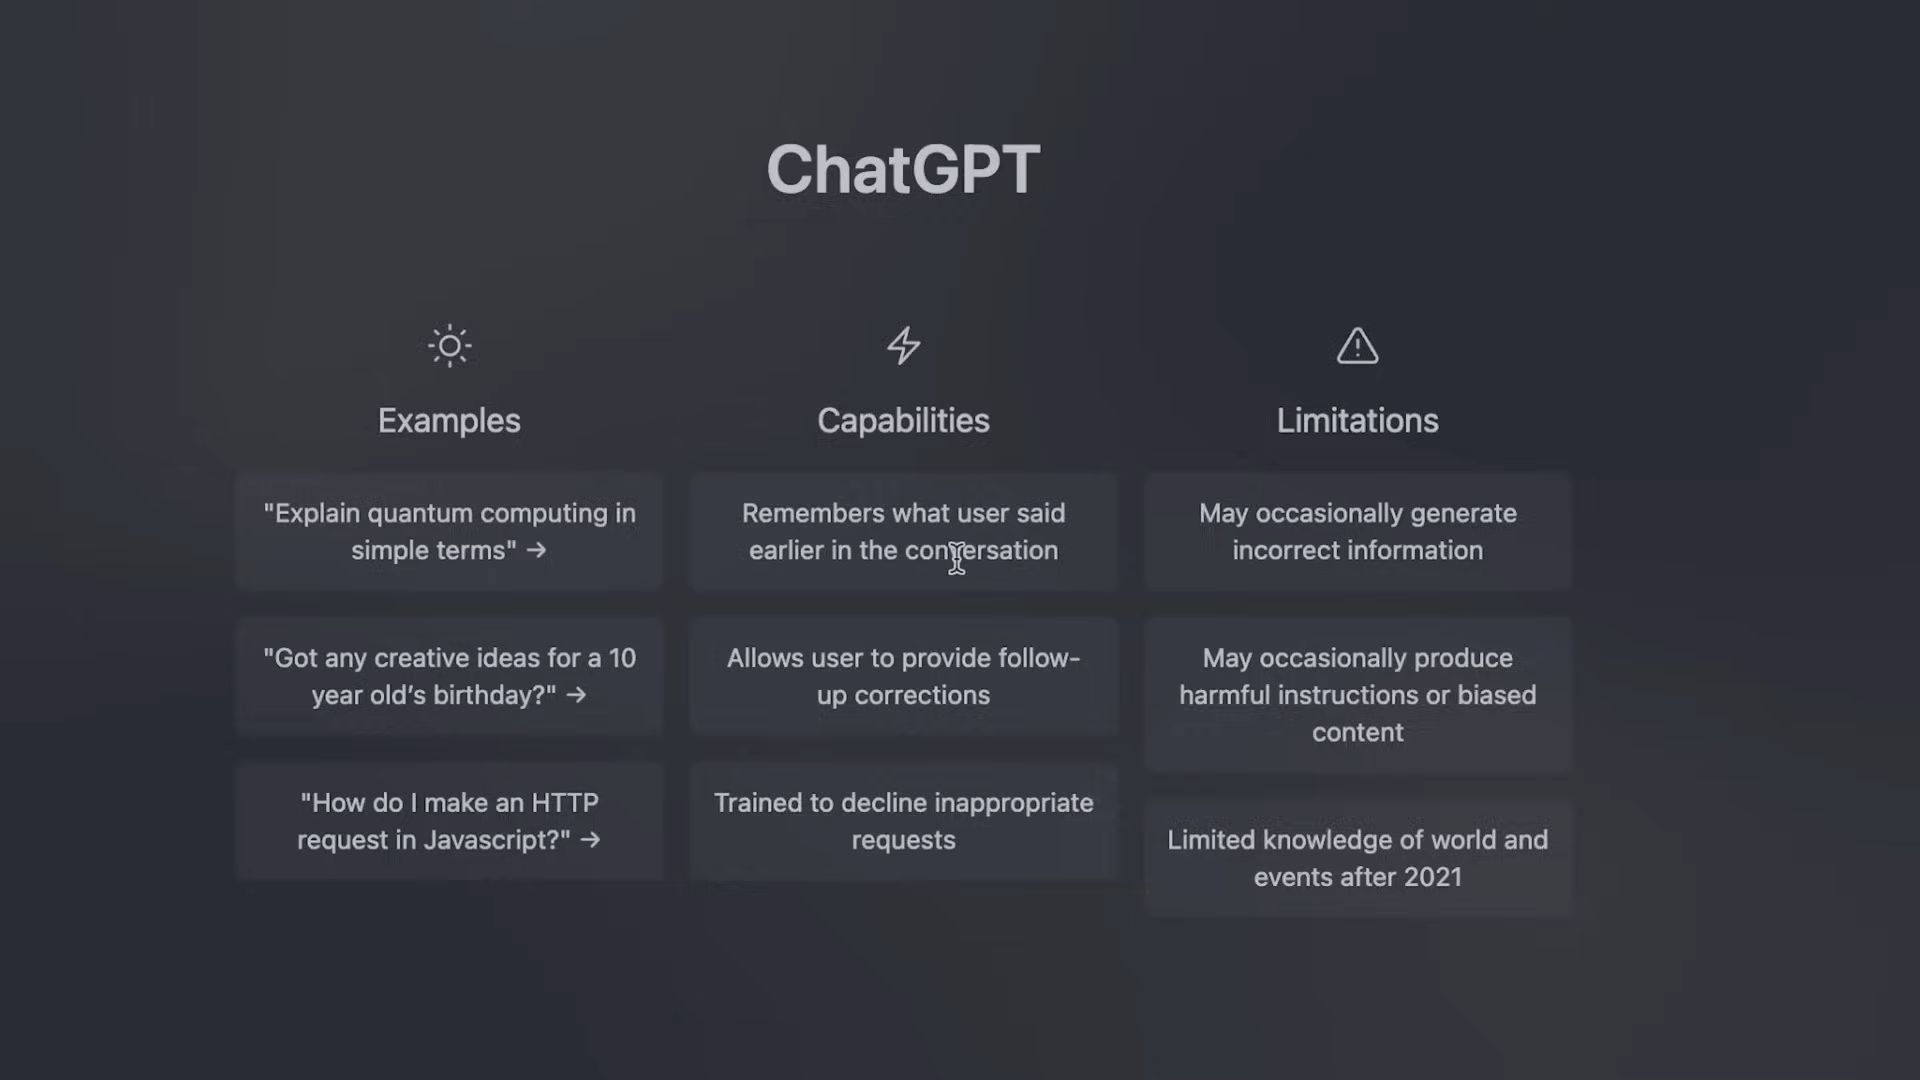 ChatGPT
Examples
"Explain quantum computing in
simple terms" →
"Got any creative ideas for a 10
year old's birthday?" →
"How do I make an HTTP
request in Javascript?" →
Capabilities
Remembers what user said
earlier in the conversation
Allows user to provide follow-
up corrections
Trained to decline inappropriate
requests
Limitations
May occasionally generate
incorrect information
May occasionally produce
harmful instructions or biased
content
Limited knowledge of world and
events after 2021